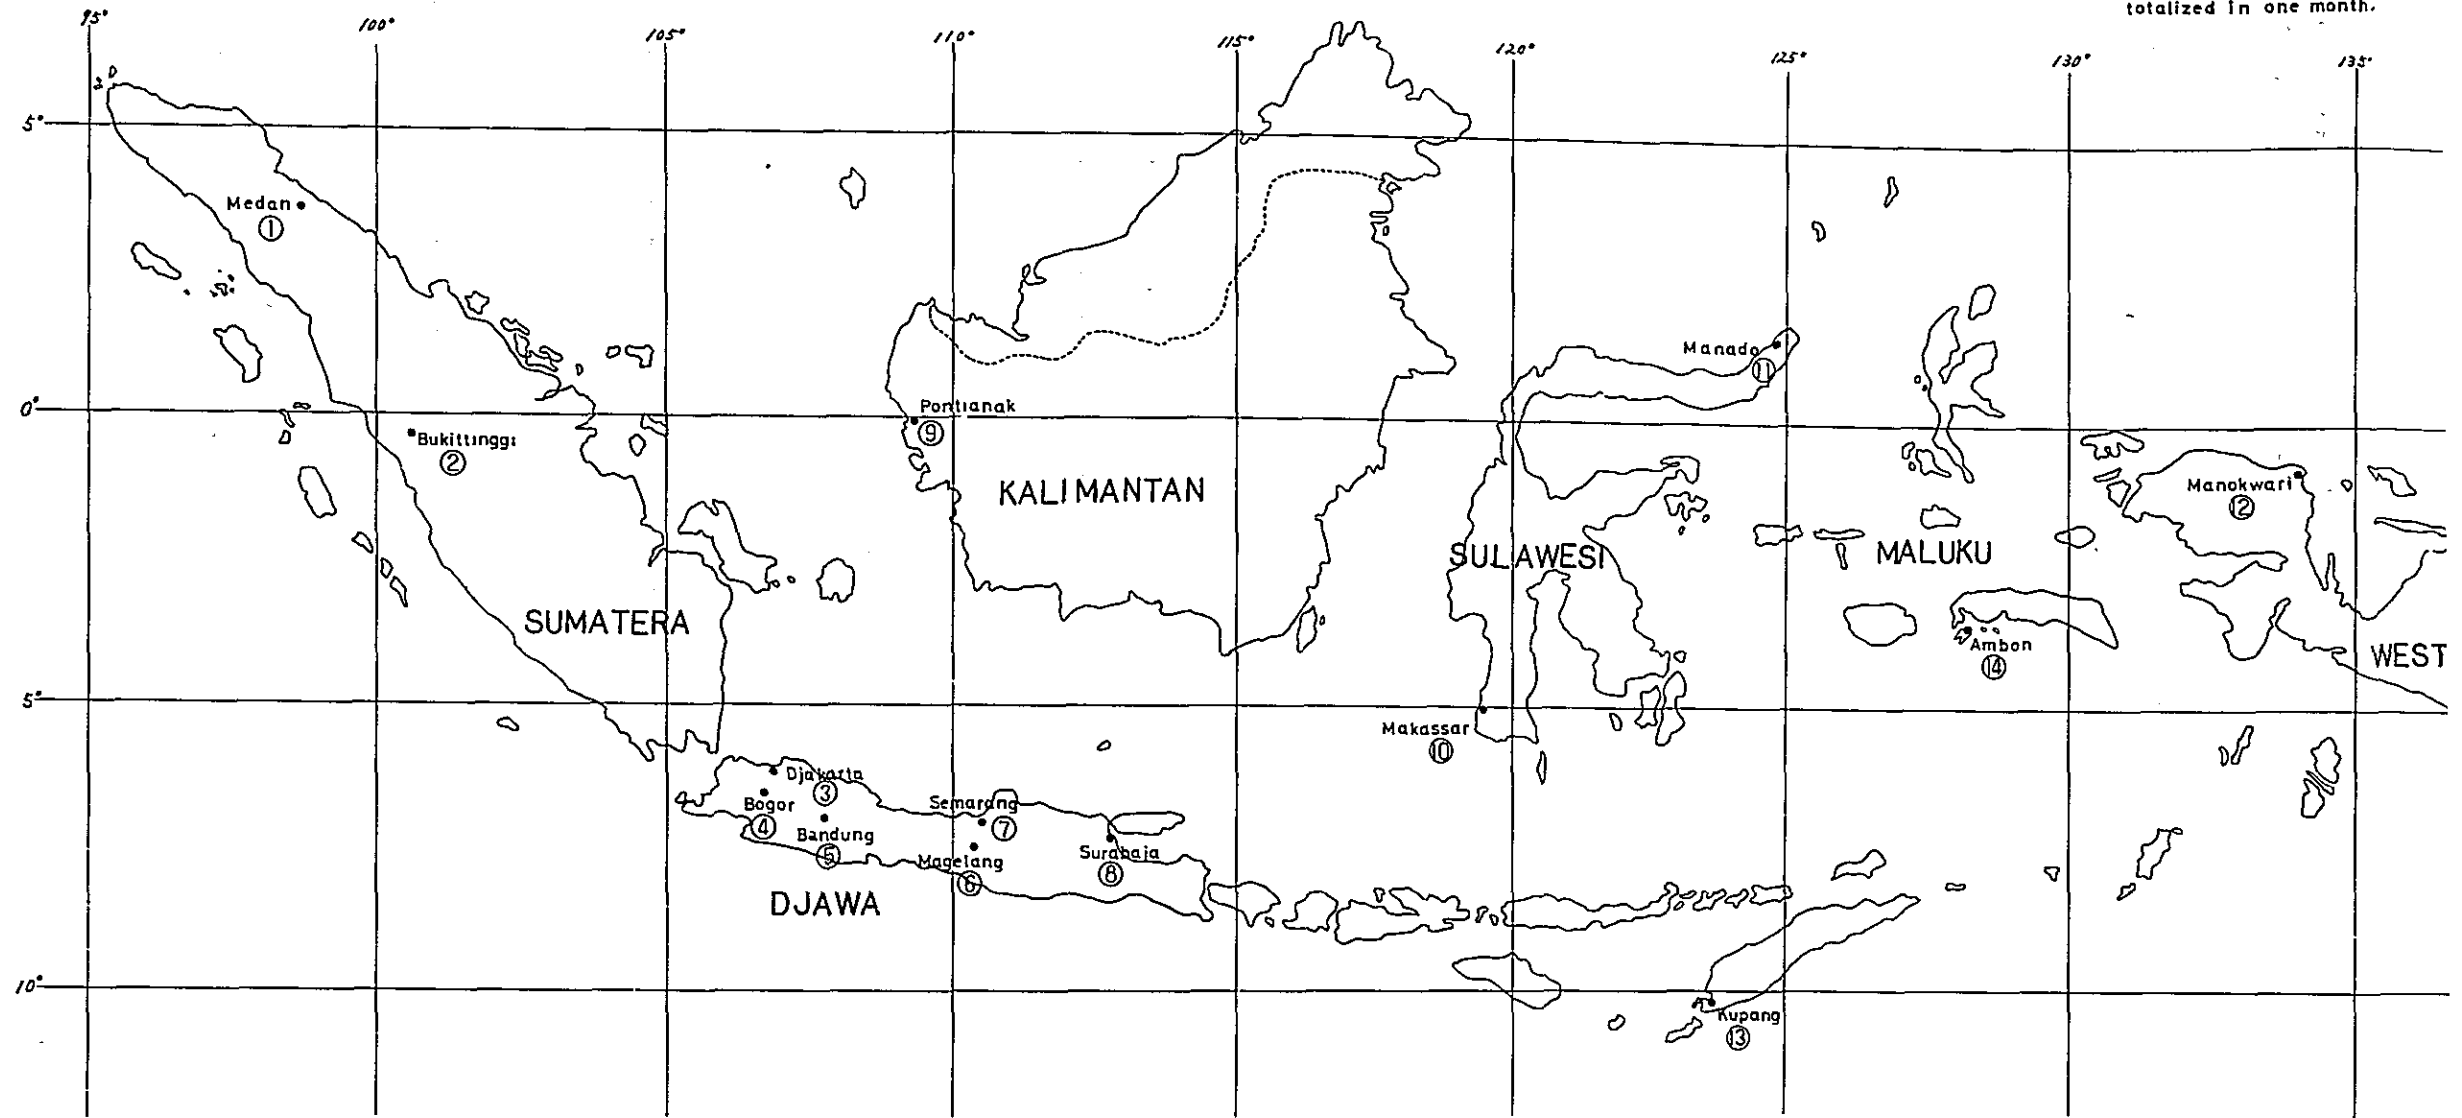 totalized in one month.
95° 100° 105° 110° 115° 120° 125° 130° 135°
5°
Medan
①
Manado
⑪
0°
Pontianak
⑨
Bukittinggi
②
KALIMANTAN
Manokwari
⑫
SULAWESI
MALUKU
SUMATERA
Ambon
⑭
WEST
5°
Makassar
⑩
Djakarta
③
Bogor
④
Semarang
⑦
Bandung
⑤
Surabaja
⑧
Magelang
⑥
DJAWA
10°
Kupang
⑬